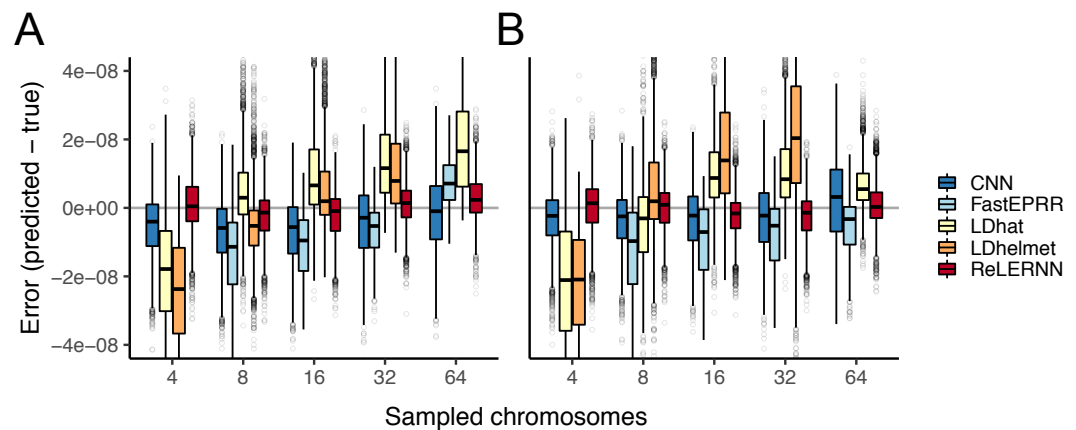 A
B
Error (predicted − true)
4e−08
2e−08
0e+00
−2e−08
−4e−08
4
8
16
32
64
4
8
16
32
64
Sampled chromosomes
CNN
FastEPRR
LDhat
LDhelmet
ReLERNN